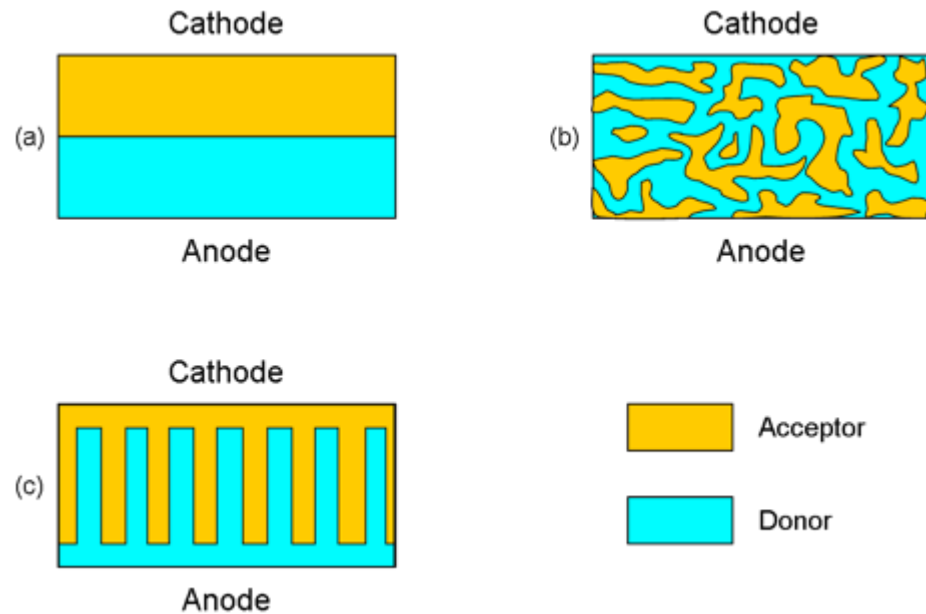 Cathode
Cathode
(a)
(b)
Anode
Anode
Cathode
Acceptor
(c)
Donor
Anode